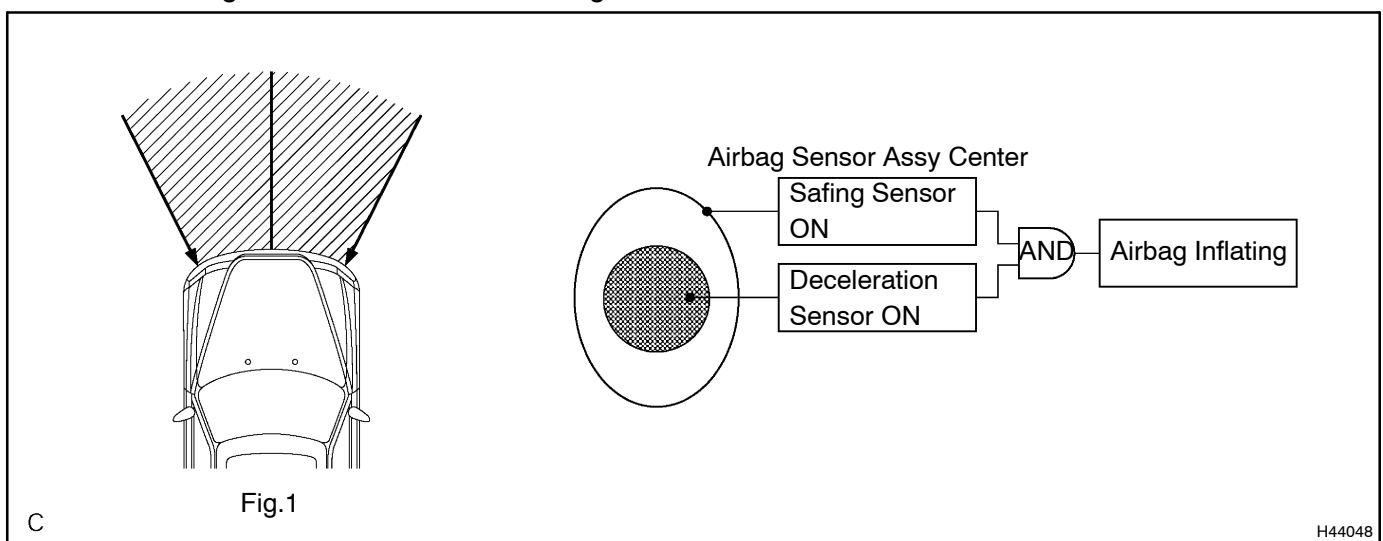 Airbag Sensor Assy Center
Safing Sensor
ON
AND
Airbag Inflating
Deceleration
Sensor ON
Fig.1
C
H44048